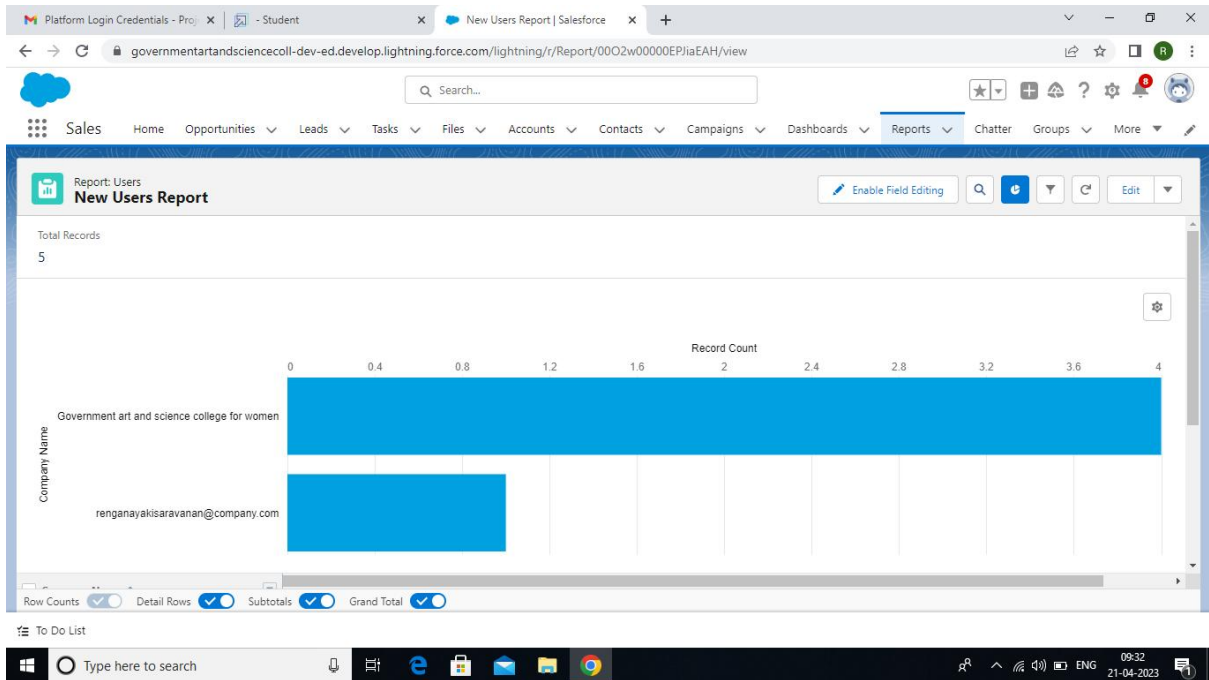 Platform Login Credentials - Proj
- Student
New Users Report | Salesforce
governmentartandsciencecoll-dev-ed.develop.lightning.force.com/lightning/r/Report/00O2w00000EPJiaEAH/view
R
Search...
8
Sales Home Opportunities Leads Tasks Files Accounts Contacts Campaigns Dashboards Reports Chatter Groups More
Report: Users
New Users Report
Enable Field Editing
Edit
Total Records
5
Record Count
0 0.4 0.8 1.2 1.6 2 2.4 2.8 3.2 3.6 4
Company Name
Government art and science college for women
renganayakisaravanan@company.com
Row Counts Detail Rows Subtotals Grand Total
To Do List
Type here to search
ENG
09:32
21-04-2023
1